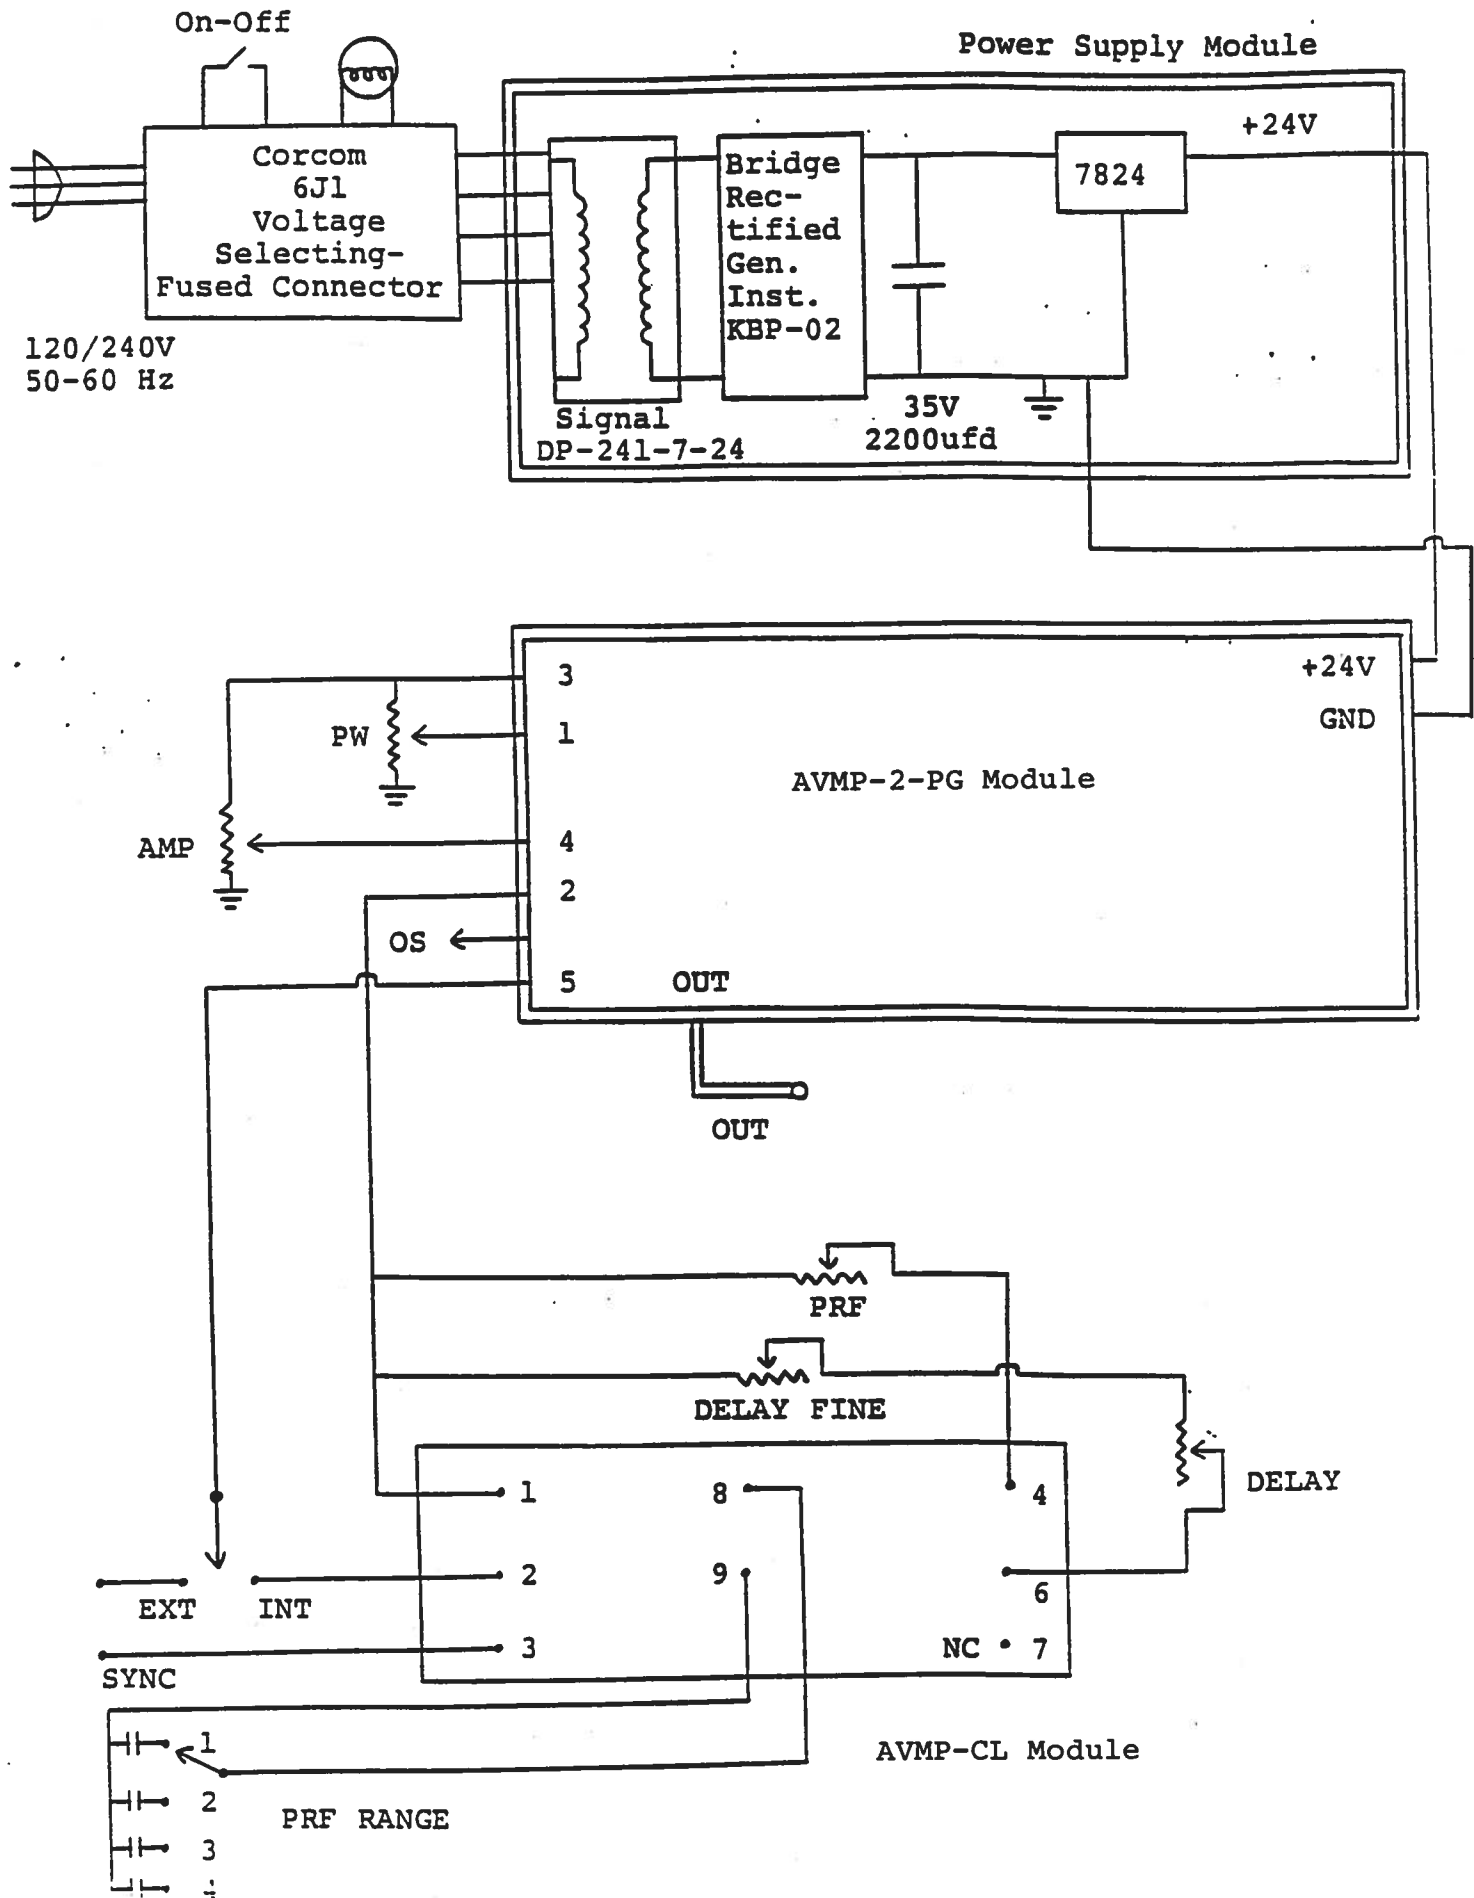 On-Off
Power Supply Module
Corcom
6J1
Voltage
Selecting-
Fused Connector
120/240V
50-60 Hz
Signal
DP-241-7-24
Bridge
Rec-
tified
Gen.
Inst.
KBP-02
35V
2200ufd
7824
+24V
3
1
4
2
5
PW
AMP
OS
OUT
+24V
GND
AVMP-2-PG Module
OUT
PRF
DELAY FINE
DELAY
1
2
3
8
9
4
6
NC 7
EXT
INT
SYNC
AVMP-CL Module
1
2
3
PRF RANGE